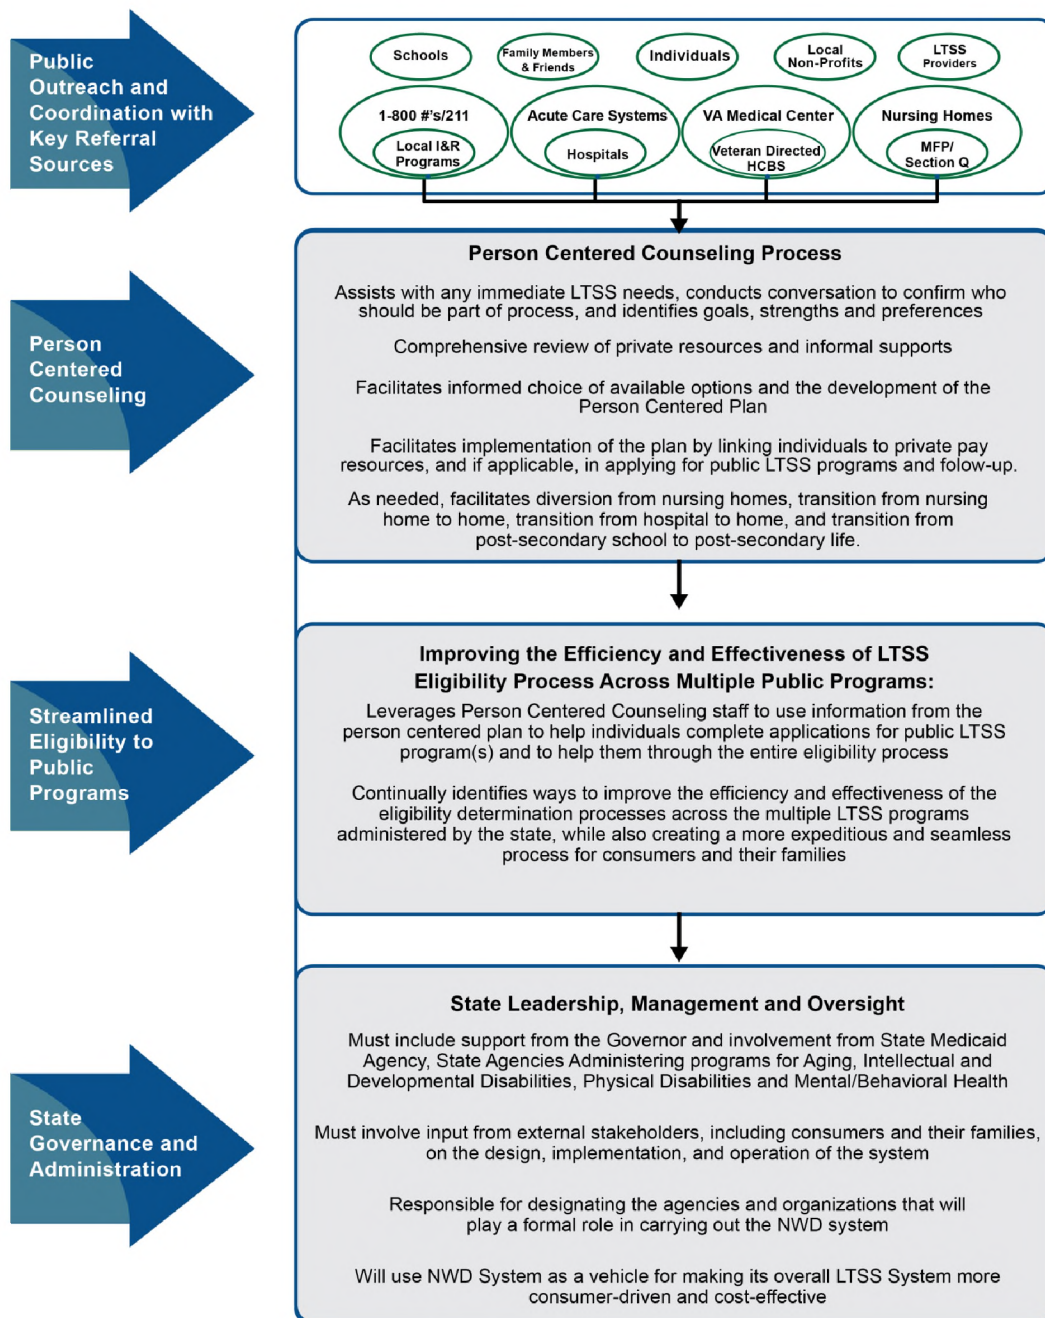 Public
Outreach and
Coordination with
Key Referral
Sources
Schools
Family Members
& Friends
Individuals
Local
Non-Profits
LTSS
Providers
1-800 #'s/211
Local I&R
Programs
Acute Care Systems
Hospitals
VA Medical Center
Veteran Directed
HCBS
Nursing Homes
MFP/
Section Q
Person
Centered
Counseling
Person Centered Counseling Process
Assists with any immediate LTSS needs, conducts conversation to confirm who
should be part of process, and identifies goals, strengths and preferences
Comprehensive review of private resources and informal supports
Facilitates informed choice of available options and the development of the
Person Centered Plan
Facilitates implementation of the plan by linking individuals to private pay
resources, and if applicable, in applying for public LTSS programs and folow-up.
As needed, facilitates diversion from nursing homes, transition from nursing
home to home, transition from hospital to home, and transition from
post-secondary school to post-secondary life.
Streamlined
Eligibility to
Public
Programs
Improving the Efficiency and Effectiveness of LTSS
Eligibility Process Across Multiple Public Programs:
Leverages Person Centered Counseling staff to use information from the
person centered plan to help individuals complete applications for public LTSS
program(s) and to help them through the entire eligibility process
Continually identifies ways to improve the efficiency and effectiveness of the
eligibility determination processes across the multiple LTSS programs
administered by the state, while also creating a more expeditious and seamless
process for consumers and their families
State
Governance and
Administration
State Leadership, Management and Oversight
Must include support from the Governor and involvement from State Medicaid
Agency, State Agencies Administering programs for Aging, Intellectual and
Developmental Disabilities, Physical Disabilities and Mental/Behavioral Health
Must involve input from external stakeholders, including consumers and their families,
on the design, implementation, and operation of the system
Responsible for designating the agencies and organizations that will
play a formal role in carrying out the NWD system
Will use NWD System as a vehicle for making its overall LTSS System more
consumer-driven and cost-effective